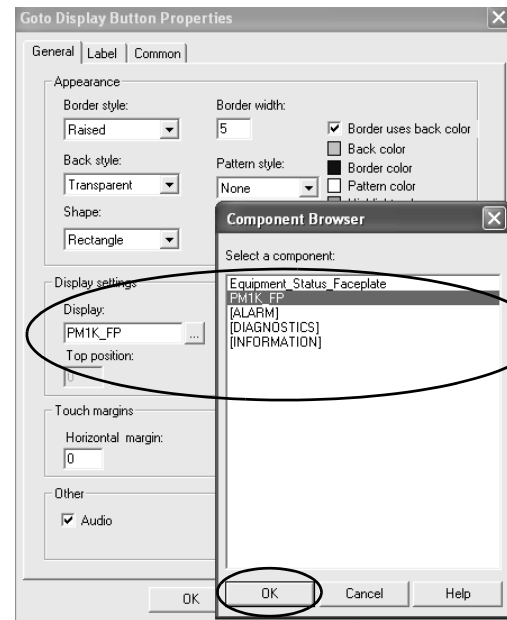 Goto Display Button Properties
General Label Common
Appearance
Border style:
Border width:
Raised
5
Border uses back color
Back color
Back style:
Pattern style:
Border color
Transparent
None
Pattern color
Shape:
Rectangle
Component Browser
Select a component:
Equipment_Status_Faceplate
PM1K_FP
[ALARM]
[DIAGNOSTICS]
[INFORMATION]
Display settings
Display:
PM1K_FP
...
Top position:
0
Touch margins
Horizontal margin:
0
Other
Audio
OK
OK
Cancel
Help